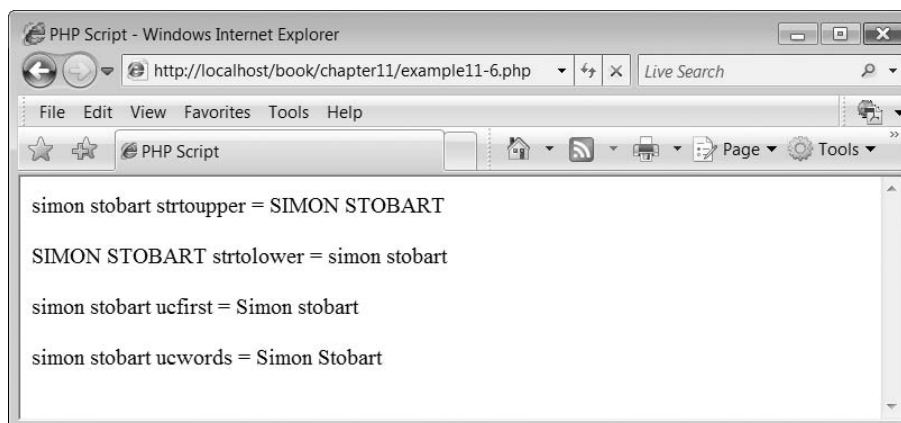 PHP Script - Windows Internet Explorer
http://localhost/book/chapter11/example11-6.php
Live Search
File Edit View Favorites Tools Help
PHP Script
Page Tools
simon stobart strtoupper = SIMON STOBART
SIMON STOBART strtolower = simon stobart
simon stobart ucfirst = Simon stobart
simon stobart ucwords = Simon Stobart